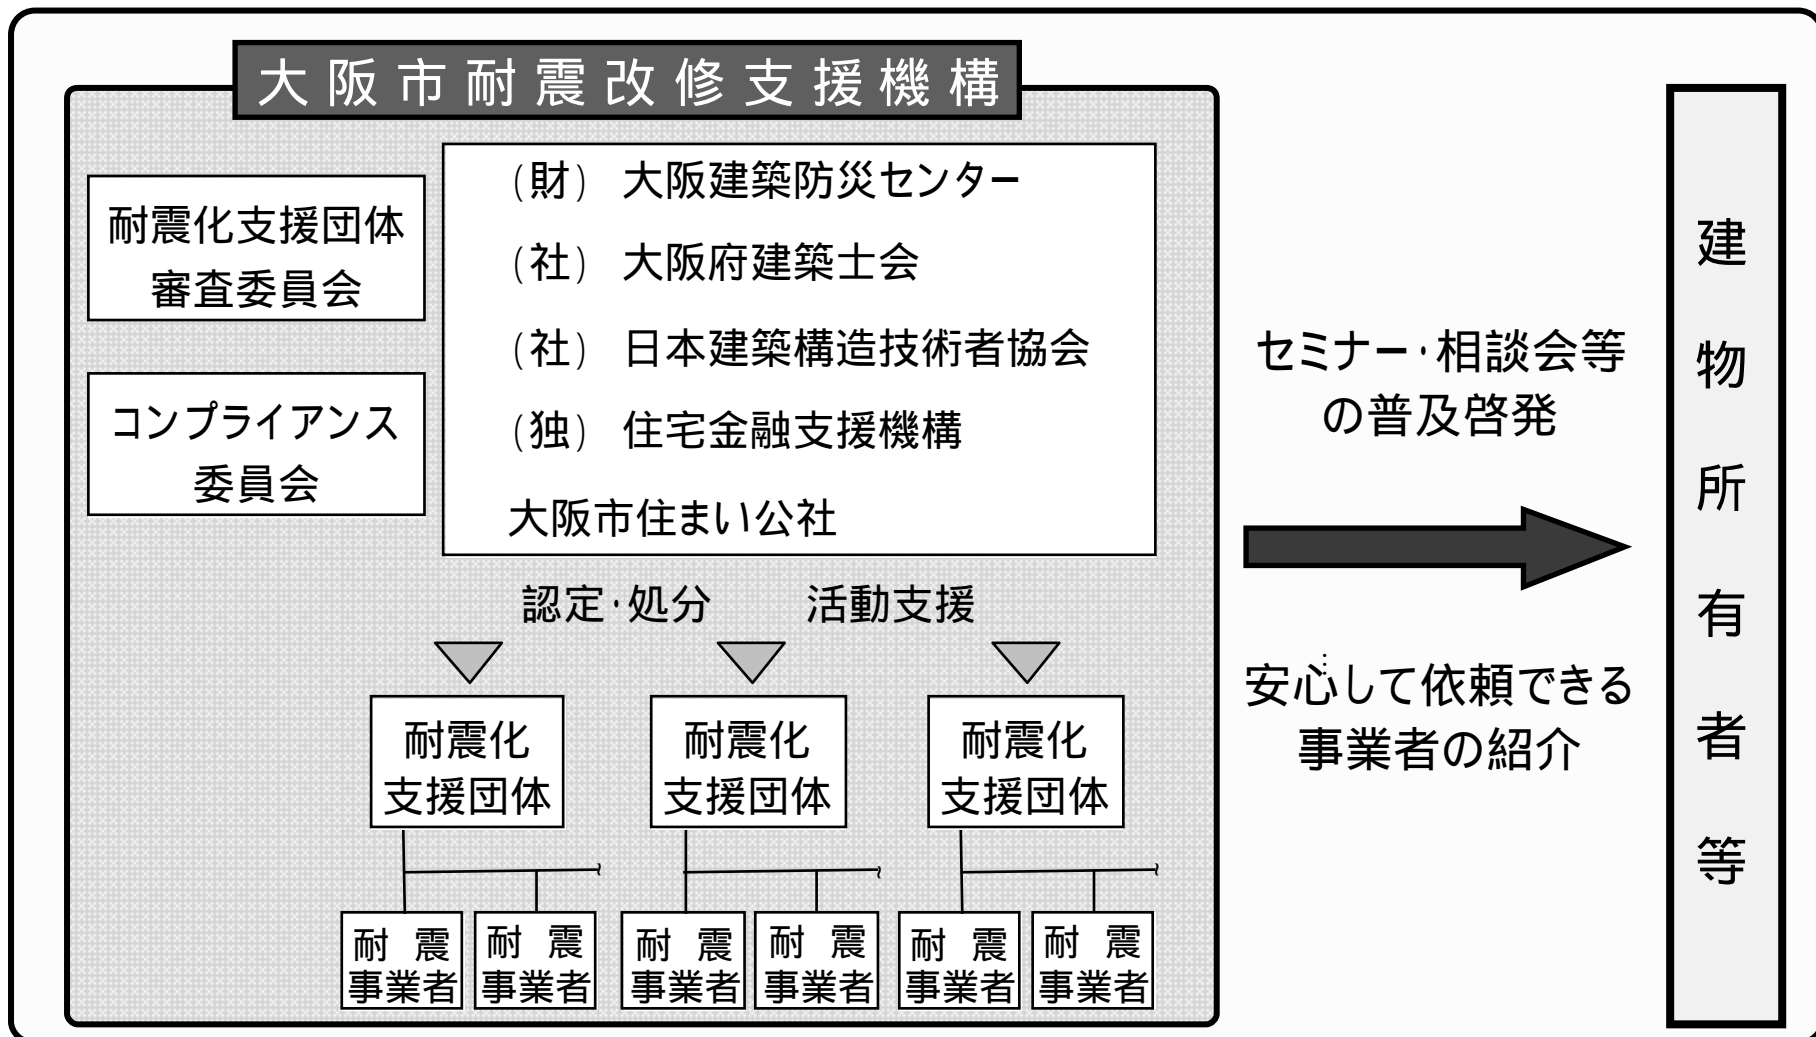 大阪市耐震改修支援機構
耐震化支援団体
審査委員会
コンプライアンス
委員会
(財) 大阪建築防災センター
(社) 大阪府建築士会
(社) 日本建築構造技術者協会
(独) 住宅金融支援機構
大阪市住まい公社
認定・処分 活動支援
耐震化
支援団体
耐震化
支援団体
耐震化
支援団体
耐震
事業者
耐震
事業者
耐震
事業者
耐震
事業者
耐震
事業者
耐震
事業者
セミナー・相談会等
の普及啓発
安心して依頼できる
事業者の紹介
建物所有者等